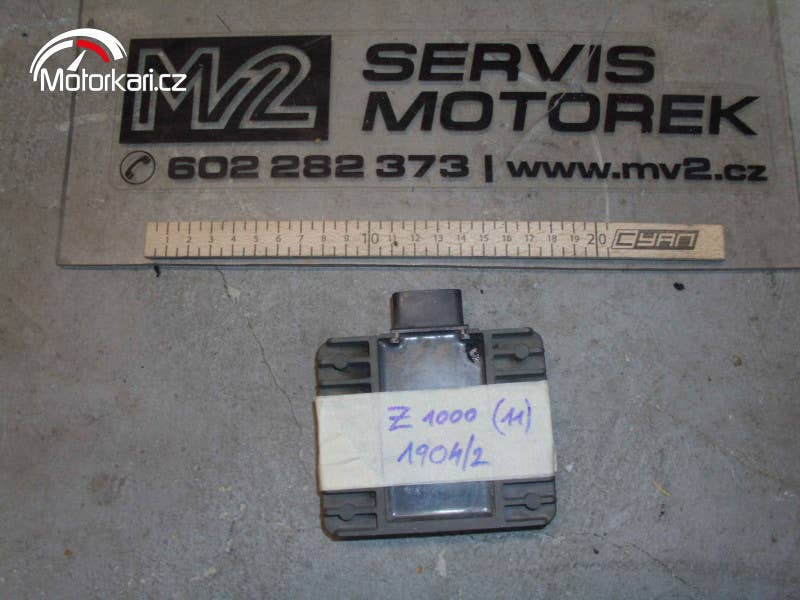 Motorkáři.cz
MV2
SERVIS
MOTOREK
602 282 373 | www.mv2.cz
1 2 3 4 5 6 7 8 9 10 11 12 13 14 15 16 17 18 19 20 CYAN
Z 1000 (11)
1904/2